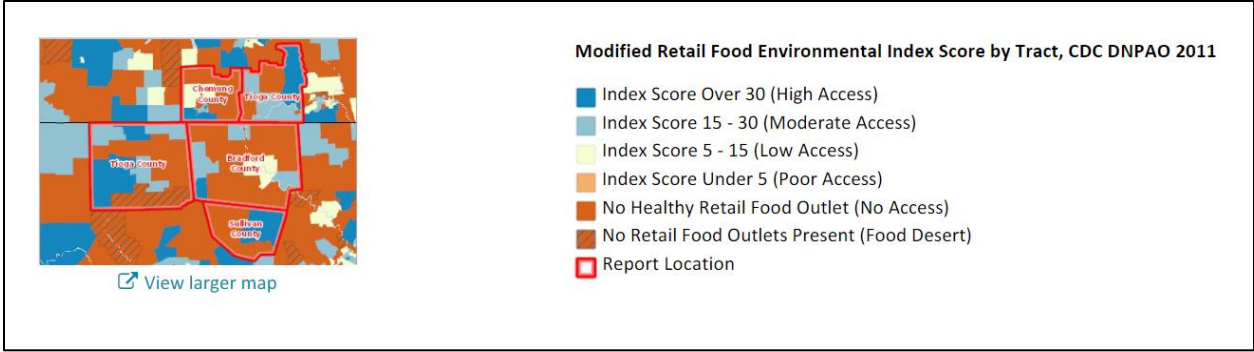 Modified Retail Food Environmental Index Score by Tract, CDC DNPAO 2011
Chemung
County
Tioga County
Tioga County
Bradford
County
Sullivan
County
View larger map
Index Score Over 30 (High Access)
Index Score 15 - 30 (Moderate Access)
Index Score 5 - 15 (Low Access)
Index Score Under 5 (Poor Access)
No Healthy Retail Food Outlet (No Access)
No Retail Food Outlets Present (Food Desert)
Report Location